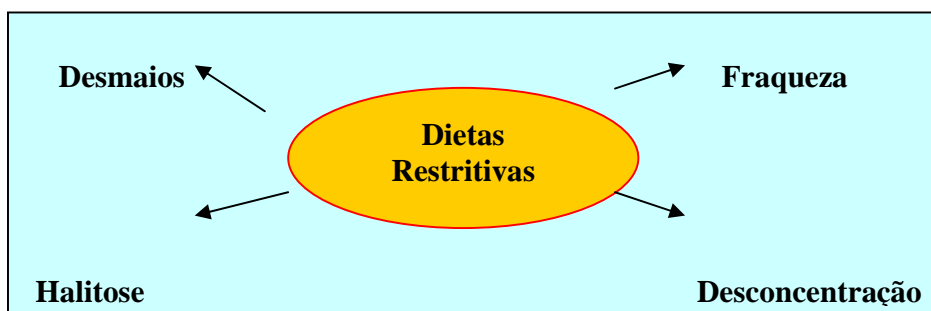 Desmaios
Fraqueza
Dietas
Restritivas
Halitose
Desconcentração